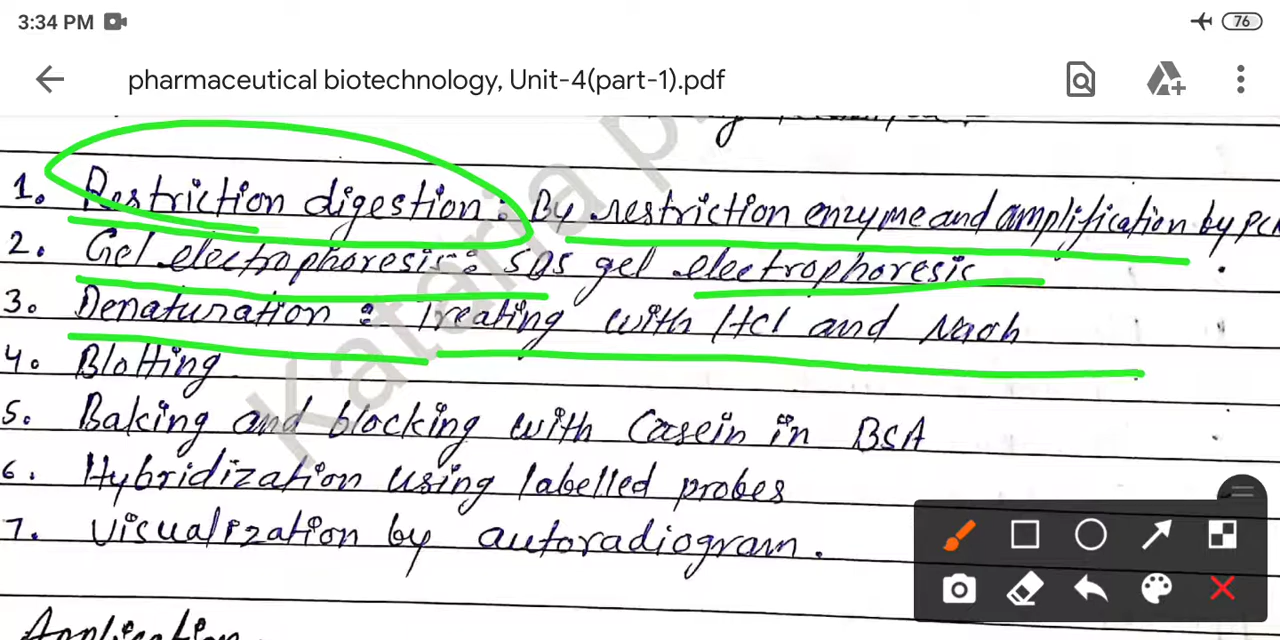 3:34 PM 76
pharmaceutical biotechnology, Unit-4(part-1).pdf
1. Restriction digestion: By restriction enzyme and amplification by PCR
2. Gel electrophoresis: SDS gel electrophoresis
3. Denaturation: Treating with HCl and Naoh
4. Blotting
5. Baking and blocking with Casein in BSA
6. Hybridization using labelled probes
7. Visualization by autoradiogram.
Application
Kataria